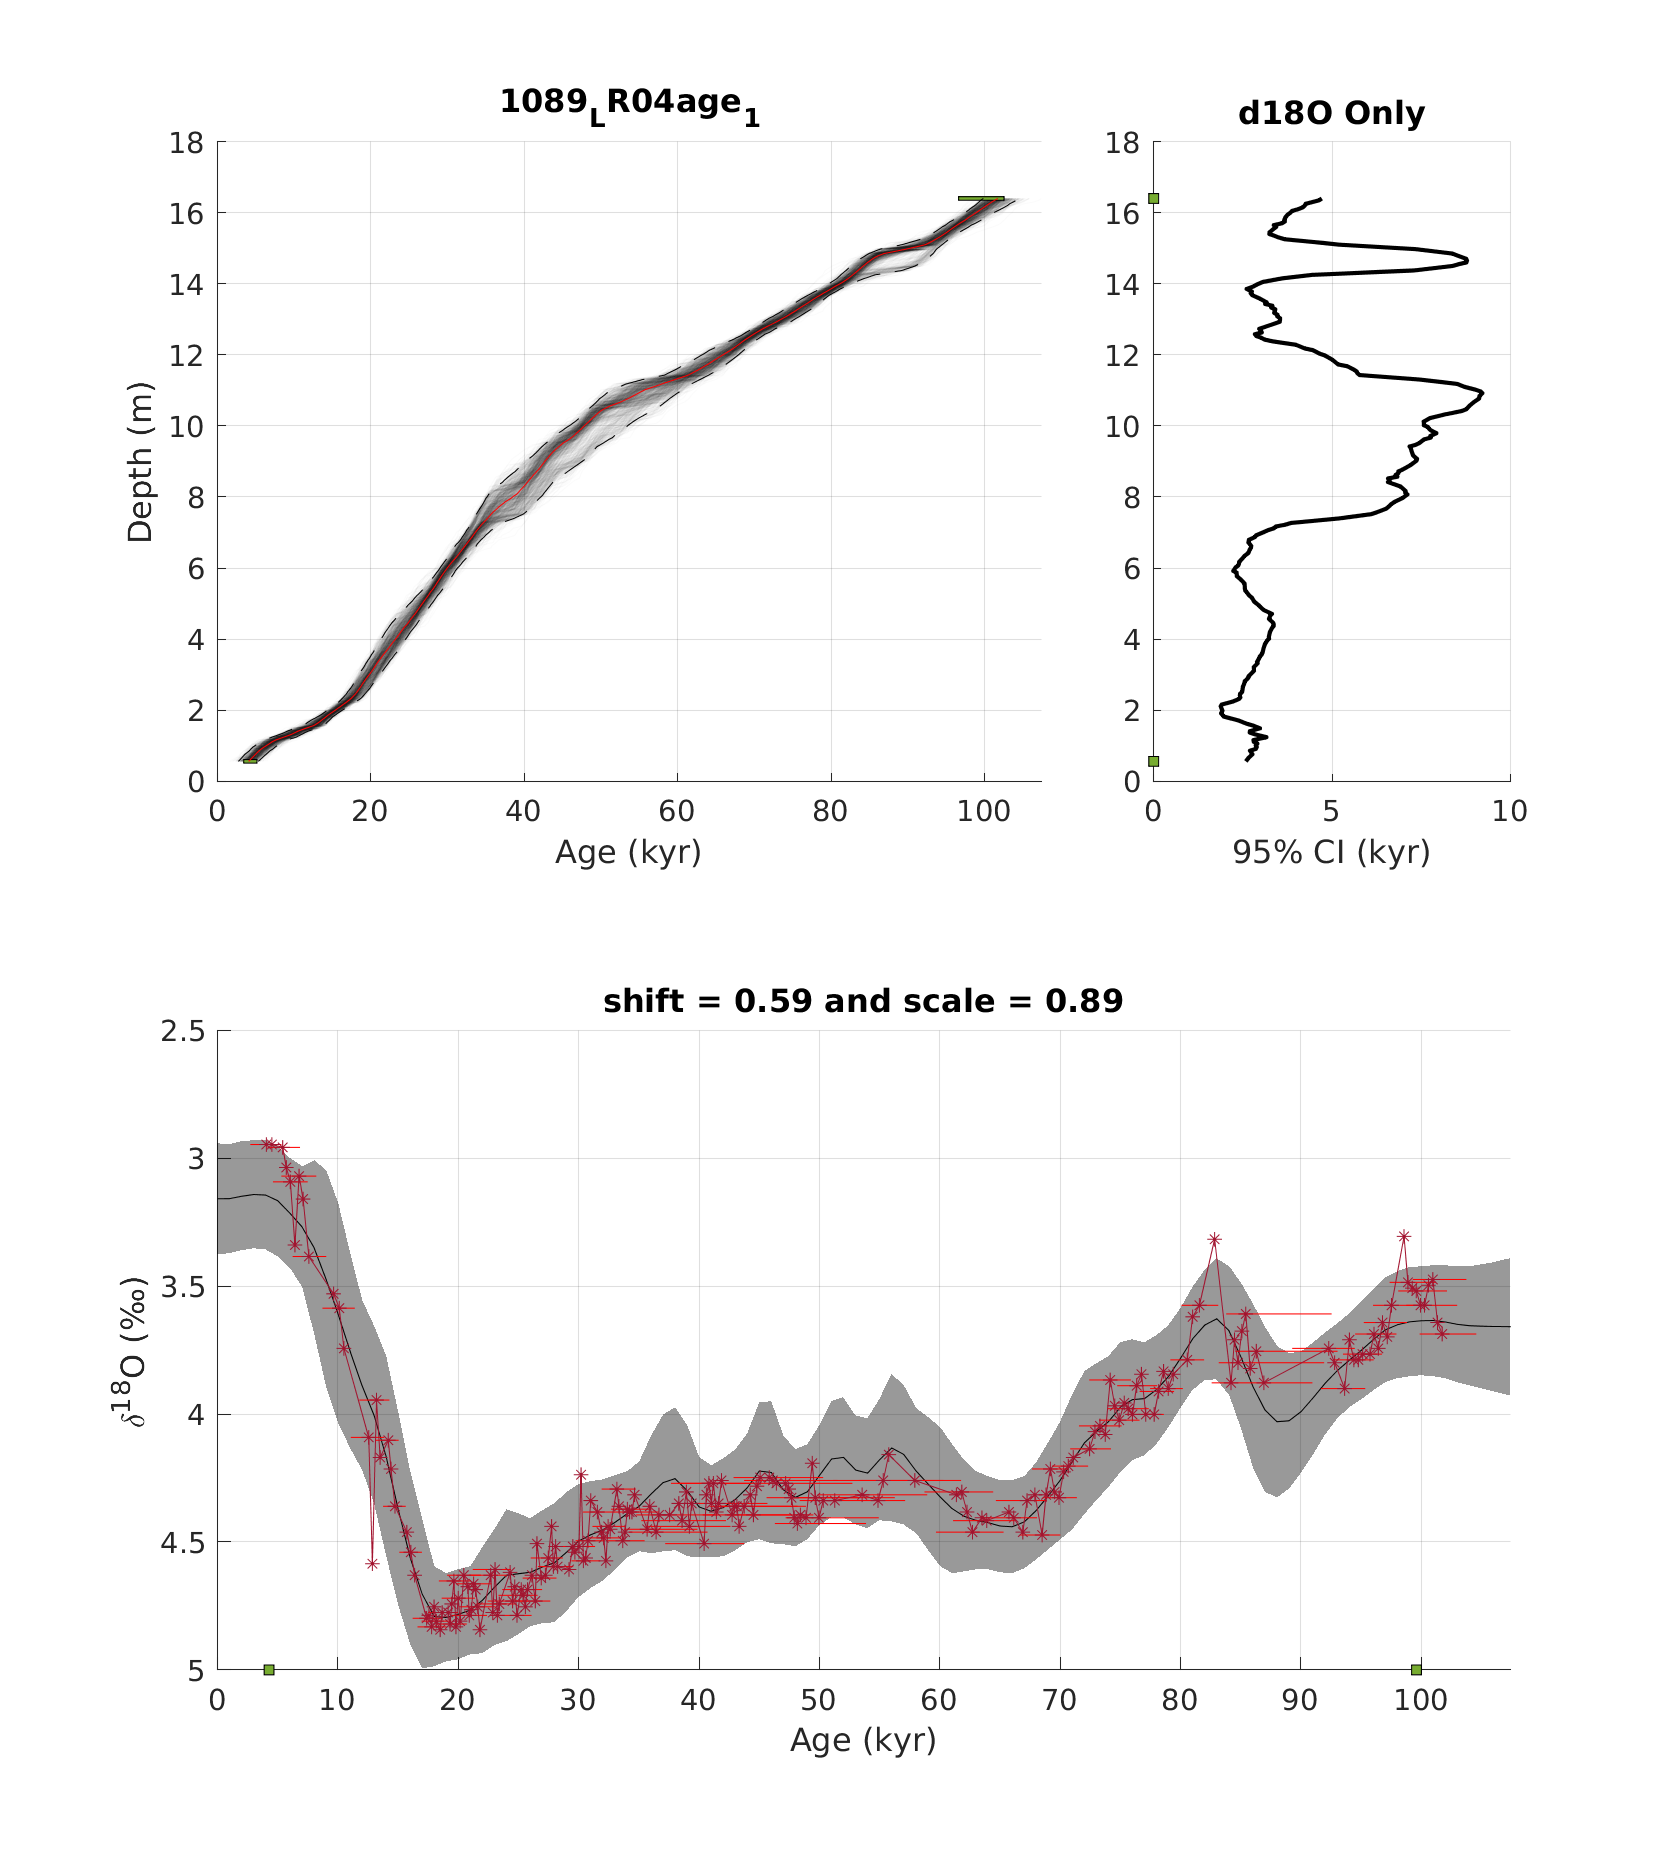 1089LR04age1
18
16
14
12
10
8
6
4
2
0
0 20 40 60 80 100
Depth (m)
Age (kyr)
d18O Only
18
16
14
12
10
8
6
4
2
0
0 5 10
95% CI (kyr)
shift = 0.59 and scale = 0.89
2.5
3
3.5
4
4.5
5
0 10 20 30 40 50 60 70 80 90 100
δ18O (‰)
Age (kyr)